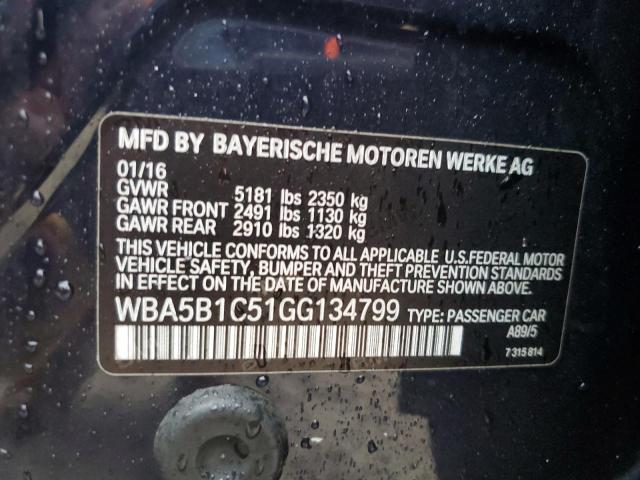 MFD BY BAYERISCHE MOTOREN WERKE AG
01/16
GVWR 5181 lbs 2350 kg
GAWR FRONT 2491 lbs 1130 kg
GAWR REAR 2910 lbs 1320 kg
THIS VEHICLE CONFORMS TO ALL APPLICABLE U.S.FEDERAL MOTOR
VEHICLE SAFETY, BUMPER AND THEFT PREVENTION STANDARDS
IN EFFECT ON THE DATE OF MANUFACTURE SHOWN ABOVE.
WBA5B1C51GG134799 TYPE: PASSENGER CAR
A89/5
7 315 814